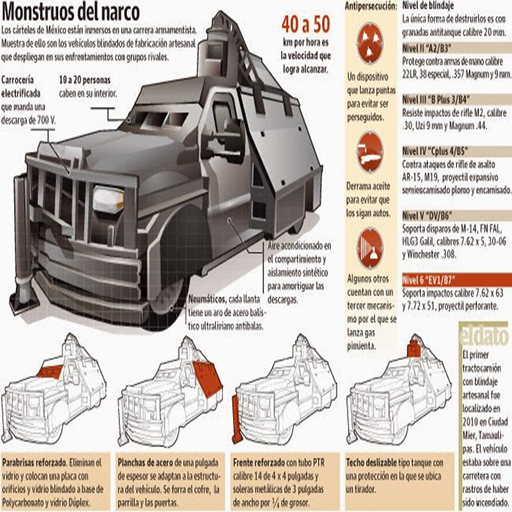 Monstruos del narco
Los cárteles de México están inmersos en una carrera armamentista.
Muestra de ello son los vehículos blindados de fabricación artesanal
que despliegan en sus enfrentamientos con grupos rivales.
Carrocería
electrificada
que manda una
descarga de 700 V.
10 a 20 personas
caben en su interior.
40 a 50
km por hora es
la velocidad que
logra alcanzar.
Aire acondicionado en
el compartimiento y
aislamiento sintético
para amortiguar las
descargas.
Neumáticos, cada llanta
tiene un aro de acero balís-
tico ultraliriano antibalas.
Antipersecución:
Un dispositivo
que lanza puntas
para evitar ser
perseguidos.
Derrama aceite
para evitar que
los sigan autos.
Algunos otros
cuentan con un
tercer mecanis-
mo por el que se
lanza gas
pimienta.
Nivel de blindaje
La única forma de destruirlos es con
granadas antitanque calibre 20 mm.
Nivel II "A2/B3"
Protege contra armas de mano calibre
22LR, 38-especial, .357 Magnum y 9nm.
Nivel III "B Plus 3/B4"
Resiste impactos de rifle M2, calibre
.30, Uzi 9 mm y Magnum .44.
Nivel IV "Cplus 4/B5"
Contra ataques de rifle de asalto
AR-15, M19, proyectil expansivo
semiescamisado plomoso y encamisado.
Nivel V "DV/B6"
Soporta disparos de M-14, FN FAL,
HLG3 Galil, calibres 7.62 x 5, 30-06
y Winchester .308.
Nivel 6 "EV1/B7"
Soporta impactos calibre 7.62 x 63
y 7.72 x 51, proyectil perforante.
el dato
El primer
tractocamión
con blindaje
artesanal fue
localizado en
2010 en Ciudad
Mier, Tamauli-
pas. El vehículo
estaba sobre una
carretera con
rastros de haber
sido incendiado.
Parabrisas reforzado. Eliminan el
vidrio y colocan una placa con
orificios y vidrio blindado a base de
Polycarbonato y vidrio Dúplex.
Planchas de acero de una pulgada
de espesor se adaptan a la estructu-
ra del vehículo. Se forra el cofre, la
parrilla y las puertas.
Frente reforzado con tubo PTR
calibre 14 de 4 x 4 pulgadas y
soleras metálicas de 3 pulgadas
de ancho por ¼ de grosor.
Techo deslizable tipo tanque con
una protección en la que se ubica
un tirador.